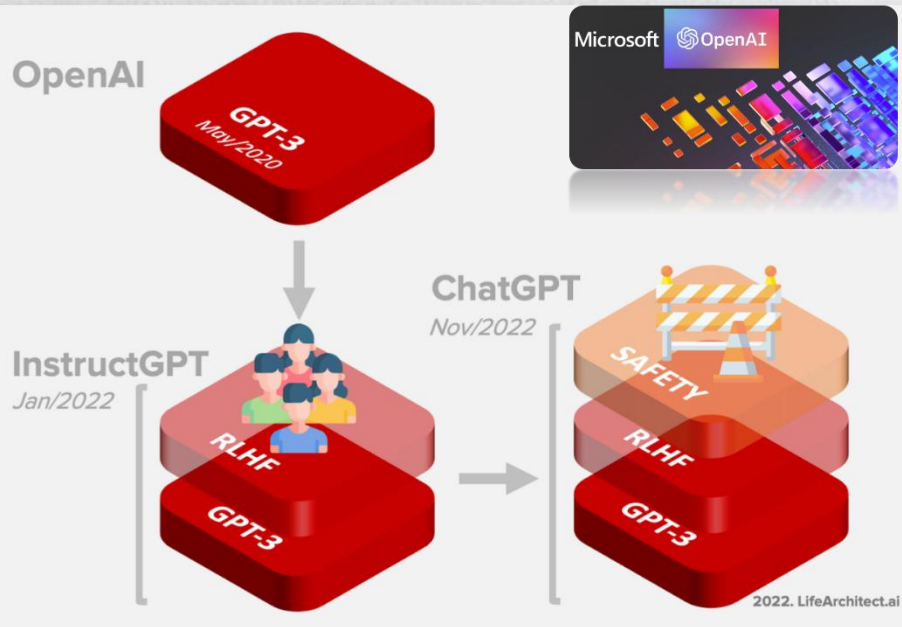 OpenAI
GPT-3
May/2020
Microsoft
OpenAI
InstructGPT
Jan/2022
RLHF
GPT-3
ChatGPT
Nov/2022
SAFETY
RLHF
GPT-3
2022. LifeArchitect.ai